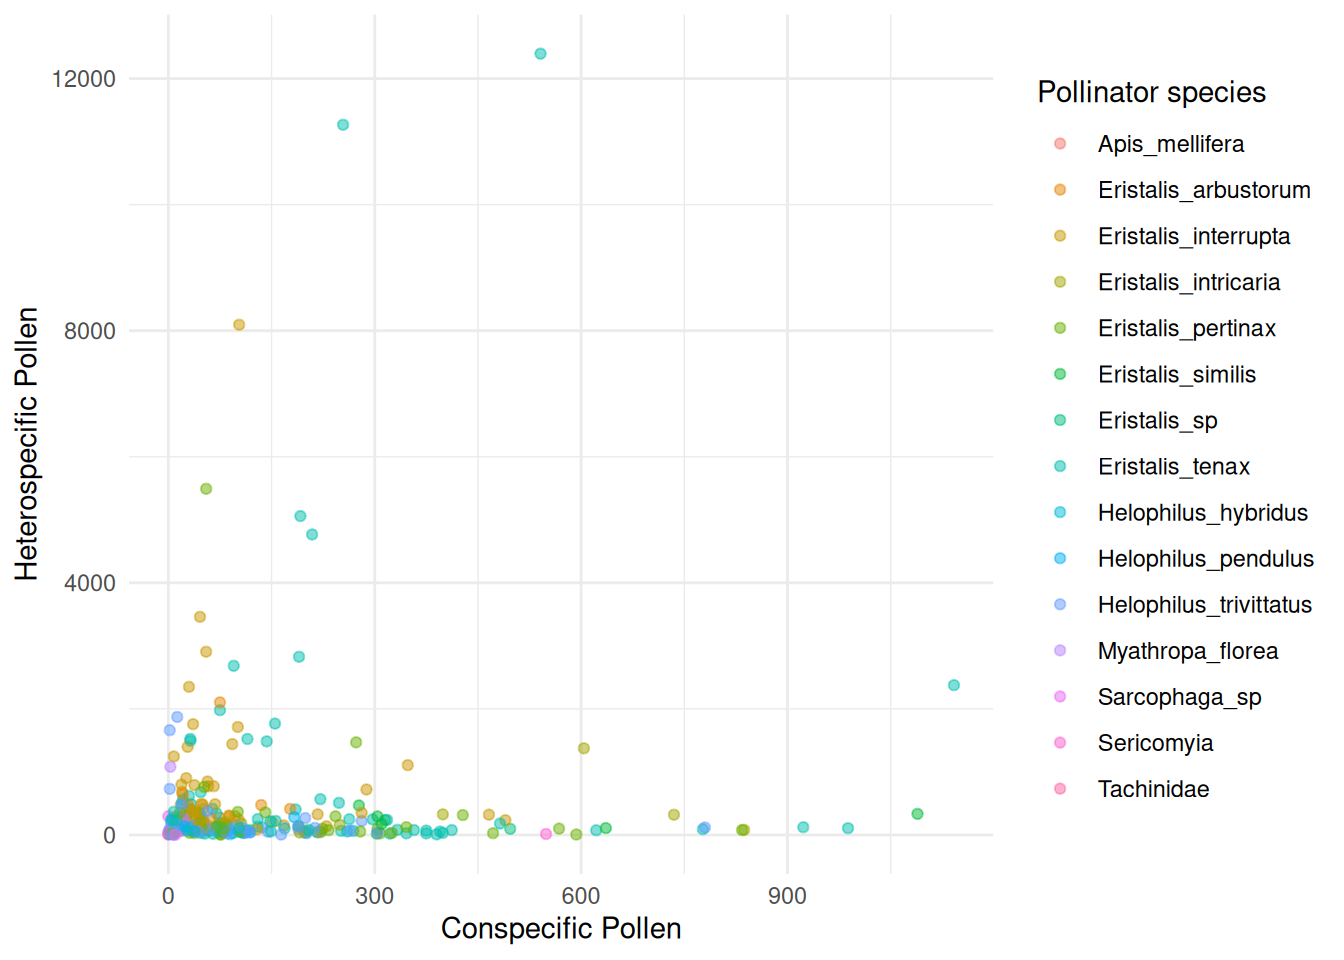 12000
8000
4000
0
Heterospecific Pollen
0 300 600 900
Conspecific Pollen
Pollinator species
Apis_mellifera
Eristalis_arbustorum
Eristalis_interrupta
Eristalis_intricaria
Eristalis_pertinax
Eristalis_similis
Eristalis_sp
Eristalis_tenax
Helophilus_hybridus
Helophilus_pendulus
Helophilus_trivittatus
Myathropa_florea
Sarcophaga_sp
Sericomyia
Tachinidae